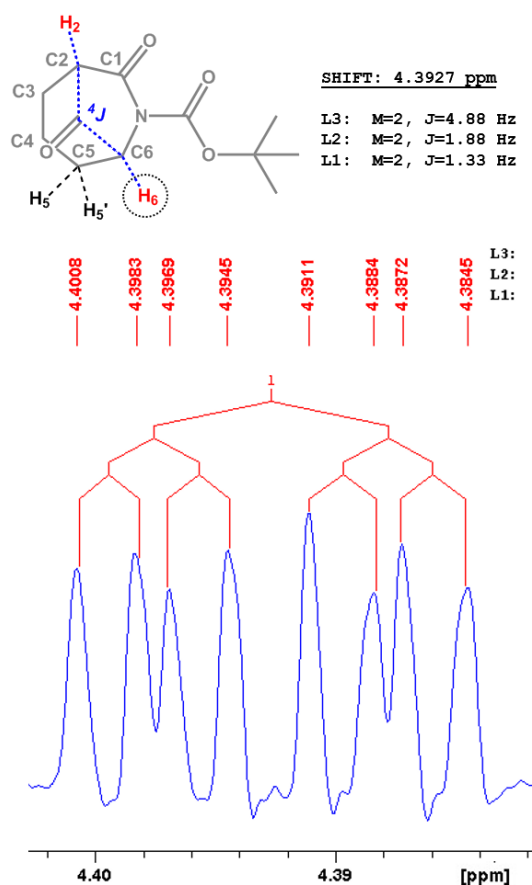 H2
O
C2
C1
C3
O
4J
N
C4
O
C5
C6
O
H5
H5'
H6
SHIFT: 4.3927 ppm
L3: M=2, J=4.88 Hz
L2: M=2, J=1.88 Hz
L1: M=2, J=1.33 Hz
4.4008
4.3983
4.3969
4.3945
4.3911
4.3884
4.3872
4.3845
L3:
L2:
L1:
1
4.40
4.39
[ppm]